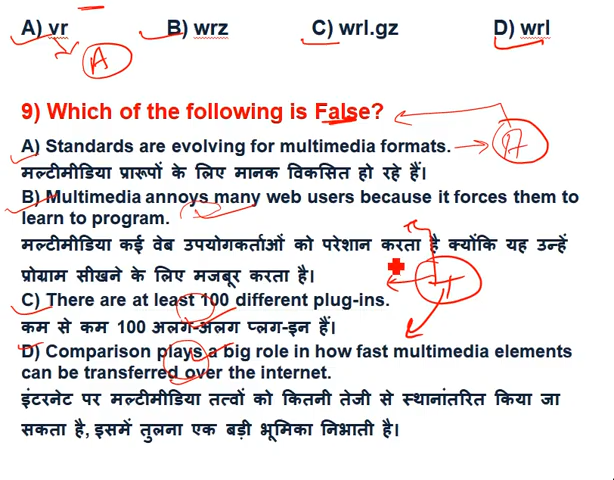 A) vr B) wrz C) wrl.gz D) wrl
A
9) Which of the following is False?
A) Standards are evolving for multimedia formats.
A
मल्टीमीडिया प्रारूपों के लिए मानक विकसित हो रहे हैं।
B) Multimedia annoys many web users because it forces them to
learn to program.
मल्टीमीडिया कई वेब उपयोगकर्ताओं को परेशान करता है क्योंकि यह उन्हें
प्रोग्राम सीखने के लिए मजबूर करता है।
C) There are at least 100 different plug-ins.
कम से कम 100 अलग-अलग प्लग-इन हैं।
D) Comparison plays a big role in how fast multimedia elements
can be transferred over the internet.
इंटरनेट पर मल्टीमीडिया तत्वों को कितनी तेजी से स्थानांतरित किया जा
सकता है, इसमें तुलना एक बड़ी भूमिका निभाती है।